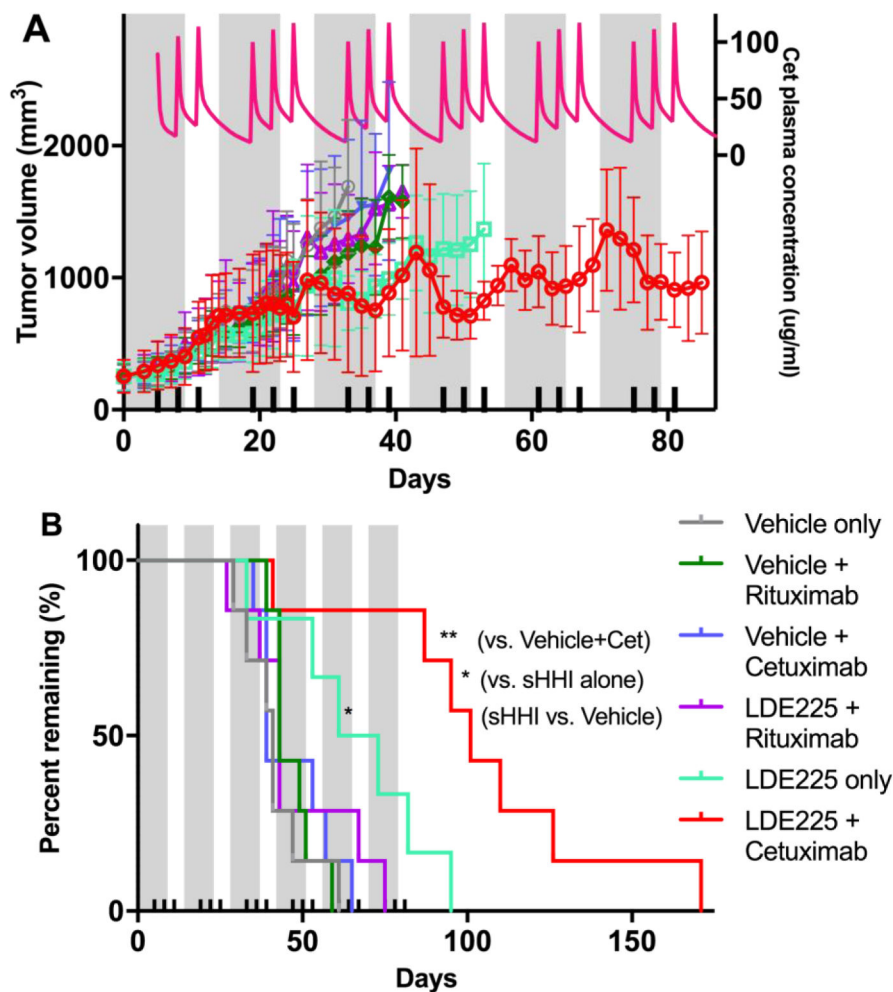 A
Tumor volume (mm³)
2000
1000
0
100
50
0
Cet plasma concentration (ug/ml)
0
20
40
60
80
Days
B
Percent remaining (%)
100
50
0
** (vs. Vehicle+Cet)
* (vs. sHHI alone)
* (sHHI vs. Vehicle)
0
50
100
150
Days
Vehicle only
Vehicle +
Rituximab
Vehicle +
Cetuximab
LDE225 +
Rituximab
LDE225 only
LDE225 +
Cetuximab